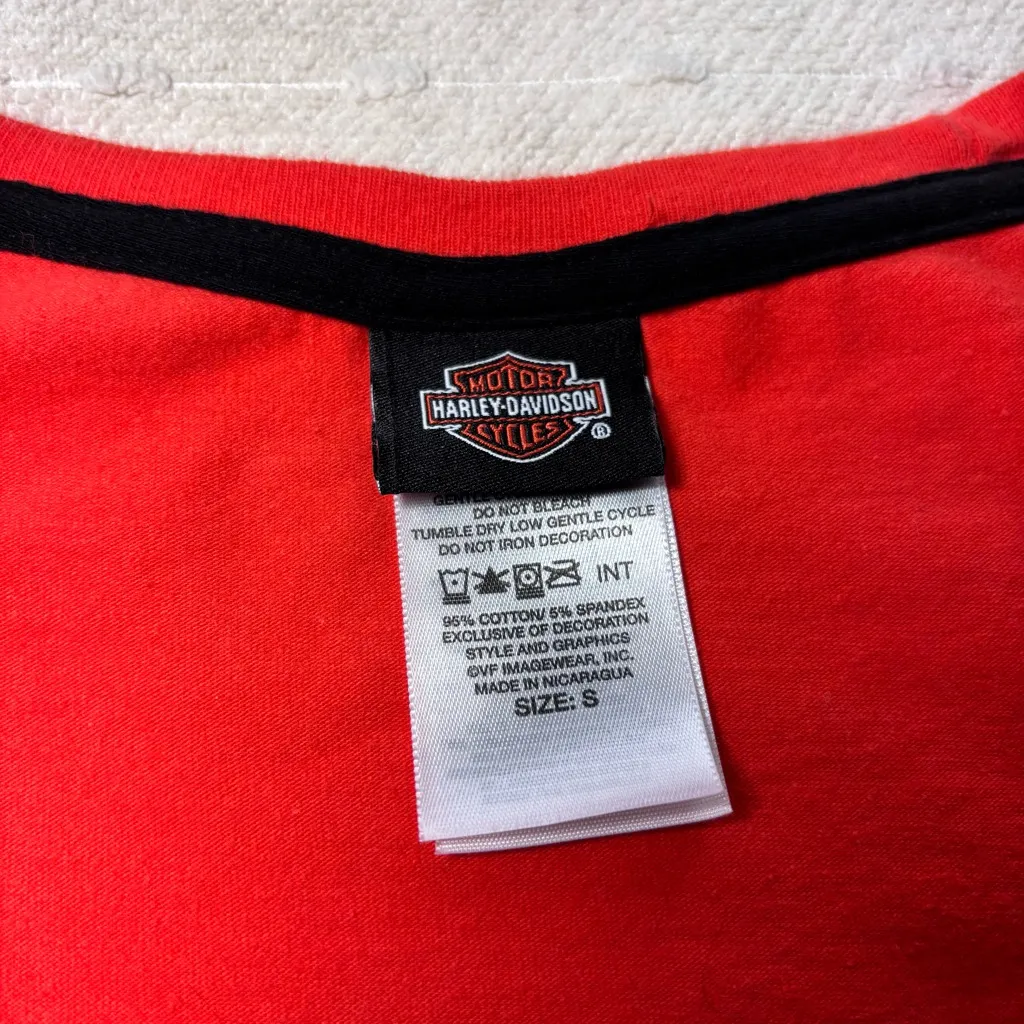 MOTOR
HARLEY-DAVIDSON
CYCLES
®
DO NOT BLEACH
TUMBLE DRY LOW GENTLE CYCLE
DO NOT IRON DECORATION
INT
95% COTTON/ 5% SPANDEX
EXCLUSIVE OF DECORATION
STYLE AND GRAPHICS
©VF IMAGEWEAR, INC.
MADE IN NICARAGUA
SIZE: S